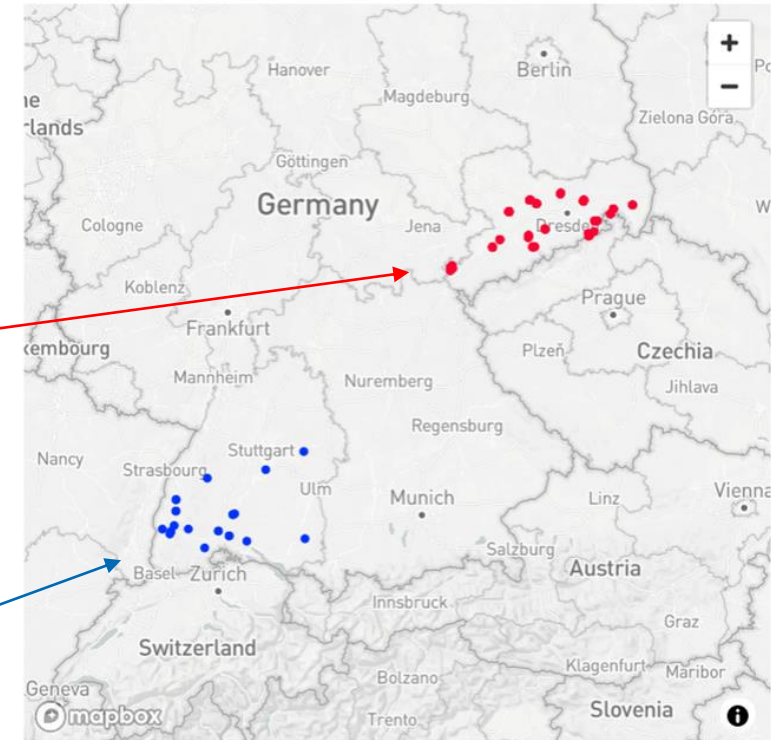 +
−
Hanover
Berlin
Magdeburg
Zielona Góra
rlands
Göttingen
Germany
Cologne
Jena
Koblenz
Prague
Frankfurt
xembourg
Plzeň
Czechia
Mannheim
Nuremberg
Jihlava
Regensburg
Nancy
Strasbourg
Stuttgart
Ulm
Munich
Linz
Vienna
Salzburg
Basel
Zurich
Austria
Innsbruck
Graz
Switzerland
Klagenfurt
Maribor
Bolzano
Geneva
mapbox
Trento
Slovenia
i